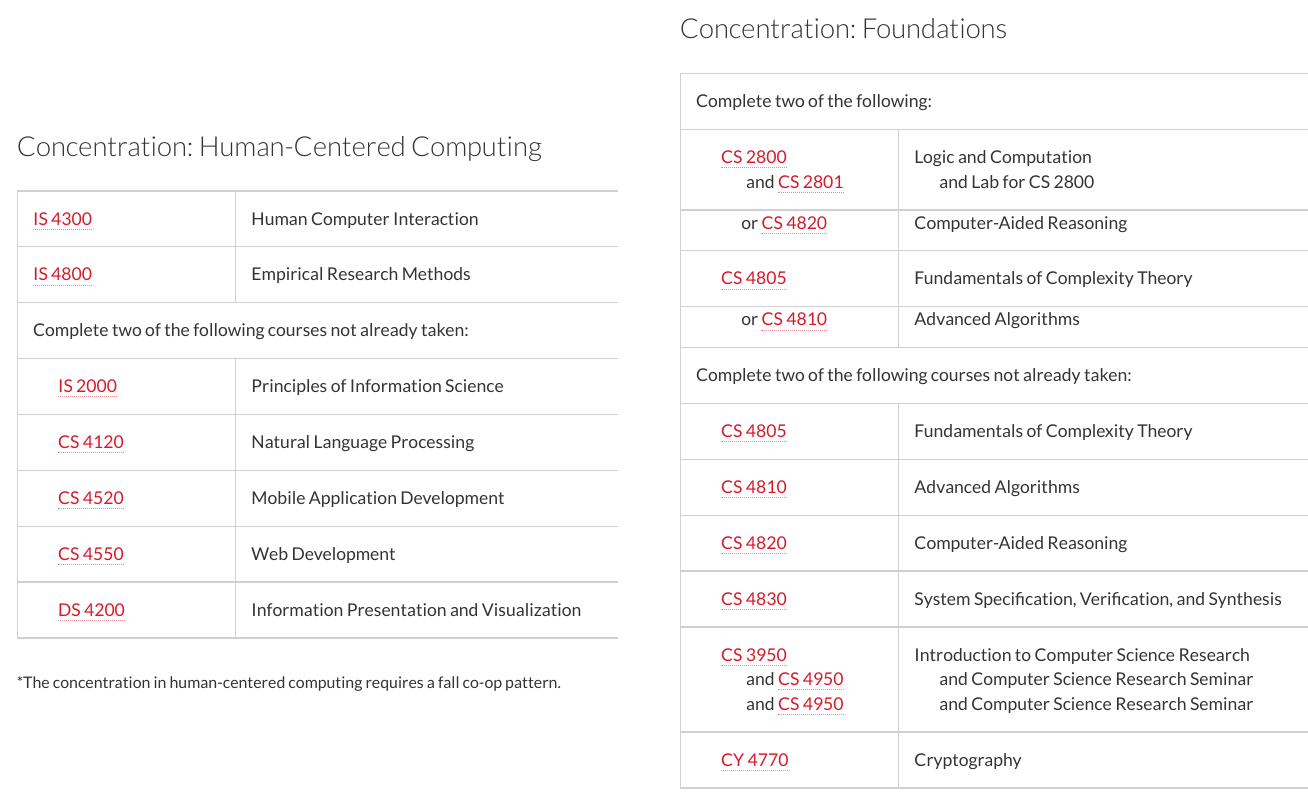 Concentration: Human-Centered Computing
IS 4300 Human Computer Interaction
IS 4800 Empirical Research Methods
Complete two of the following courses not already taken:
IS 2000 Principles of Information Science
CS 4120 Natural Language Processing
CS 4520 Mobile Application Development
CS 4550 Web Development
DS 4200 Information Presentation and Visualization
*The concentration in human-centered computing requires a fall co-op pattern.
Concentration: Foundations
Complete two of the following:
CS 2800 Logic and Computation
and CS 2801 and Lab for CS 2800
or CS 4820 Computer-Aided Reasoning
CS 4805 Fundamentals of Complexity Theory
or CS 4810 Advanced Algorithms
Complete two of the following courses not already taken:
CS 4805 Fundamentals of Complexity Theory
CS 4810 Advanced Algorithms
CS 4820 Computer-Aided Reasoning
CS 4830 System Specification, Verification, and Synthesis
CS 3950 Introduction to Computer Science Research
and CS 4950 and Computer Science Research Seminar
and CS 4950 and Computer Science Research Seminar
CY 4770 Cryptography